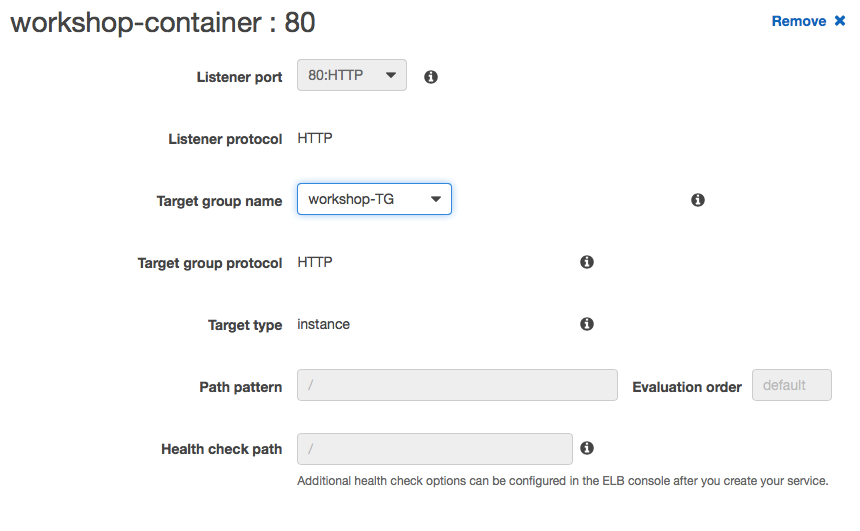 workshop-container : 80
Remove ✖
Listener port 80:HTTP
Listener protocol HTTP
Target group name workshop-TG
Target group protocol HTTP
Target type instance
Path pattern / Evaluation order default
Health check path /
Additional health check options can be configured in the ELB console after you create your service.